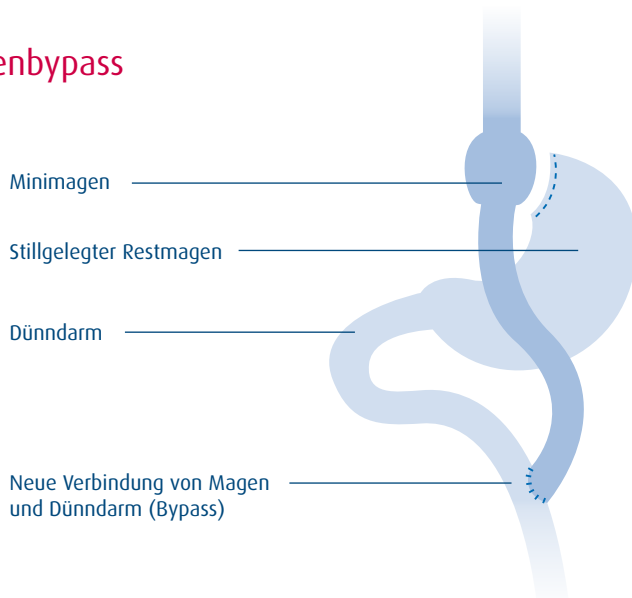 enbypass
Minimagen
Stillgelegter Restmagen
Dünndarm
Neue Verbindung von Magen
und Dünndarm (Bypass)